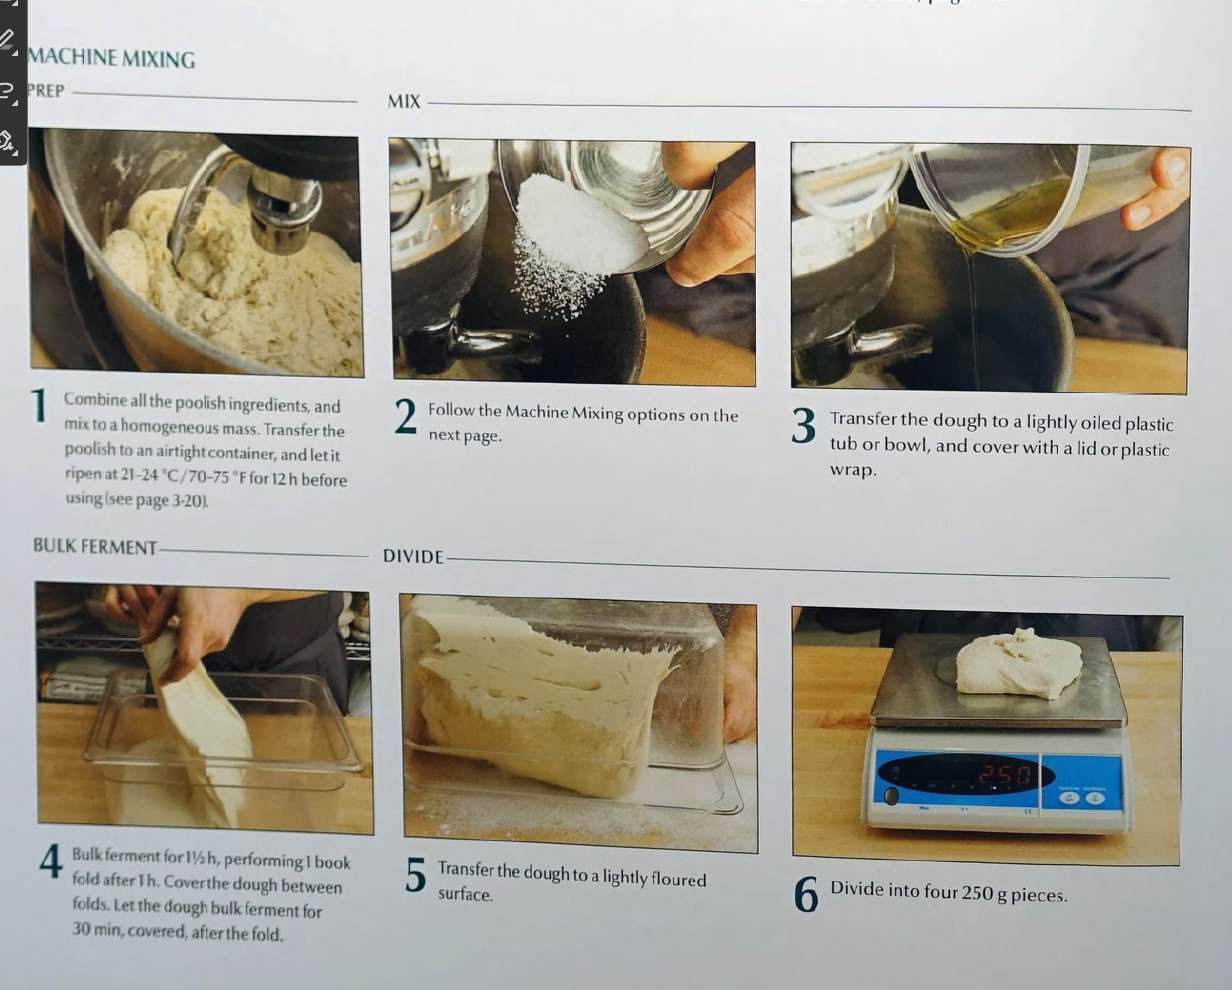 MACHINE MIXING
PREP
MIX
1 Combine all the poolish ingredients, and
mix to a homogeneous mass. Transfer the
poolish to an airtight container, and let it
ripen at 21–24 °C/70–75 °F for 12 h before
using (see page 3·20).
2 Follow the Machine Mixing options on the
next page.
3 Transfer the dough to a lightly oiled plastic
tub or bowl, and cover with a lid or plastic
wrap.
BULK FERMENT
DIVIDE
250
4 Bulk ferment for 1½ h, performing 1 book
fold after 1 h. Cover the dough between
folds. Let the dough bulk ferment for
30 min, covered, after the fold.
5 Transfer the dough to a lightly floured
surface.
6 Divide into four 250 g pieces.